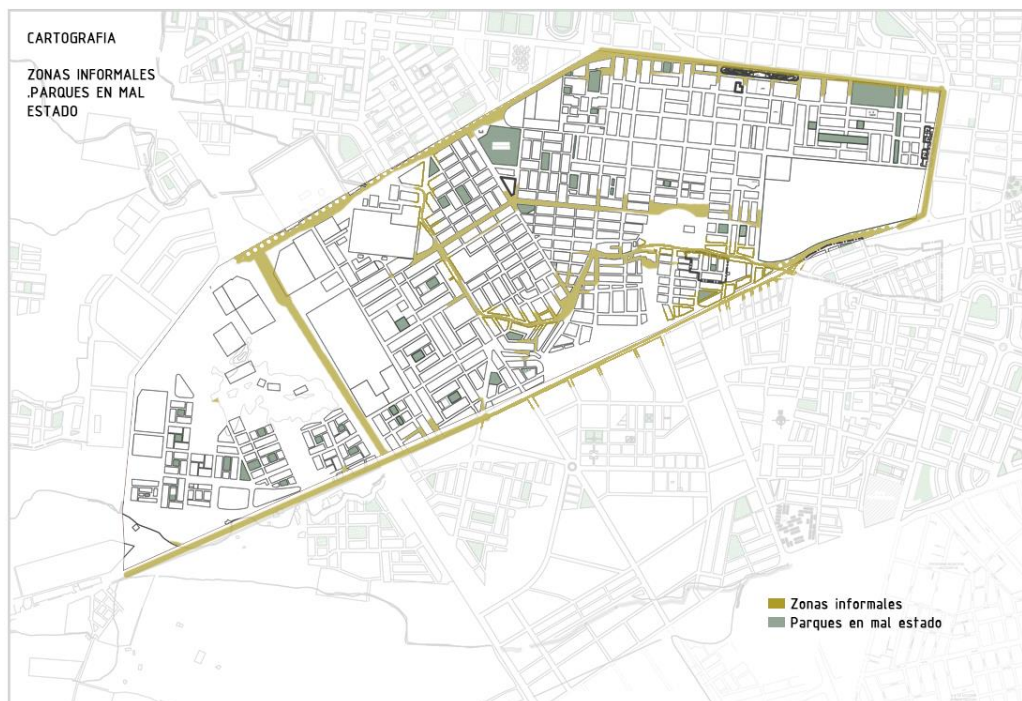 CARTOGRAFIA
ZONAS INFORMALES
.PARQUES EN MAL
ESTADO
Zonas informales
Parques en mal estado